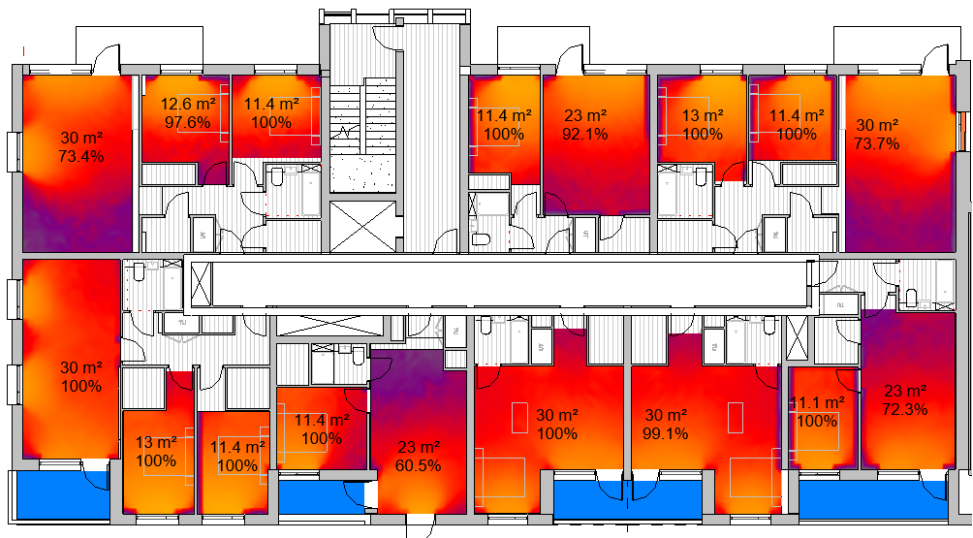 30 m²
73.4%
12.6 m²
97.6%
11.4 m²
100%
11.4 m²
100%
23 m²
92.1%
13 m²
100%
11.4 m²
100%
30 m²
73.7%
30 m²
100%
13 m²
100%
11.4 m²
100%
11.4 m²
100%
23 m²
60.5%
30 m²
100%
30 m²
99.1%
11.1 m²
100%
23 m²
72.3%